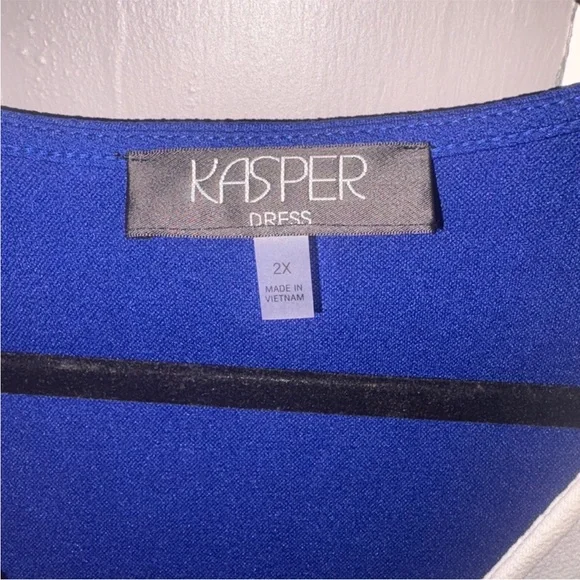 KASPER
DRESS
2X
MADE IN
VIETNAM